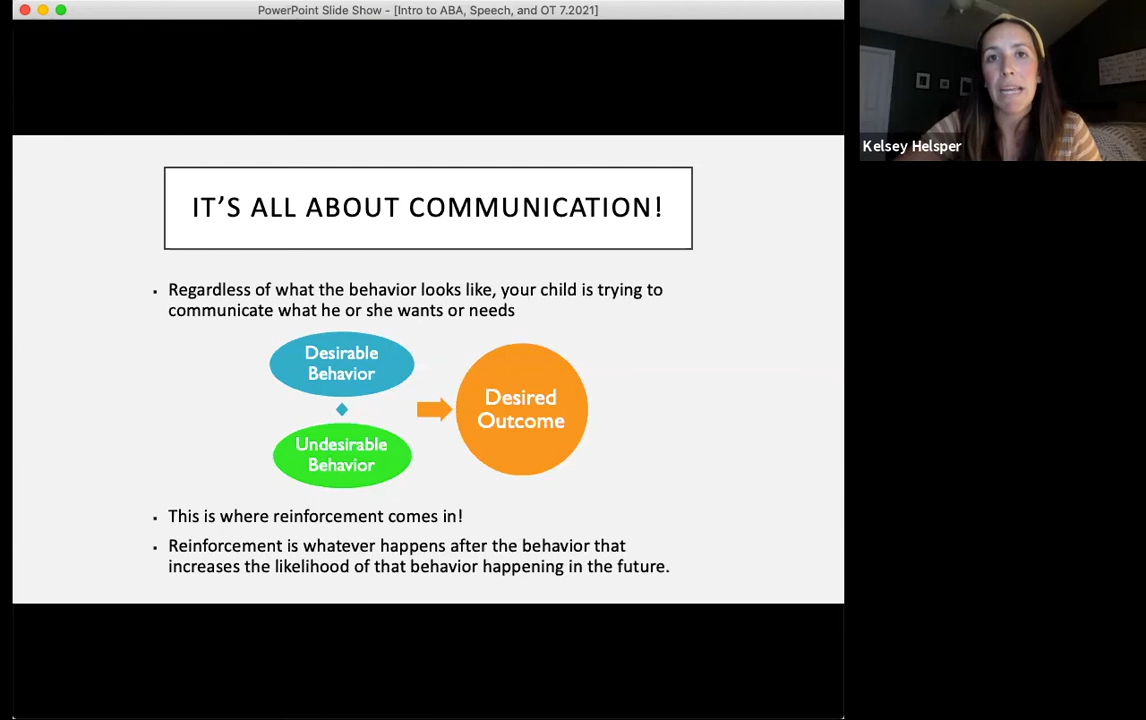 PowerPoint Slide Show - [Intro to ABA, Speech, and OT 7.2021]
Kelsey Helsper
IT’S ALL ABOUT COMMUNICATION!
▪ Regardless of what the behavior looks like, your child is trying to
communicate what he or she wants or needs
Desirable
Behavior
Undesirable
Behavior
Desired
Outcome
▪ This is where reinforcement comes in!
▪ Reinforcement is whatever happens after the behavior that
increases the likelihood of that behavior happening in the future.